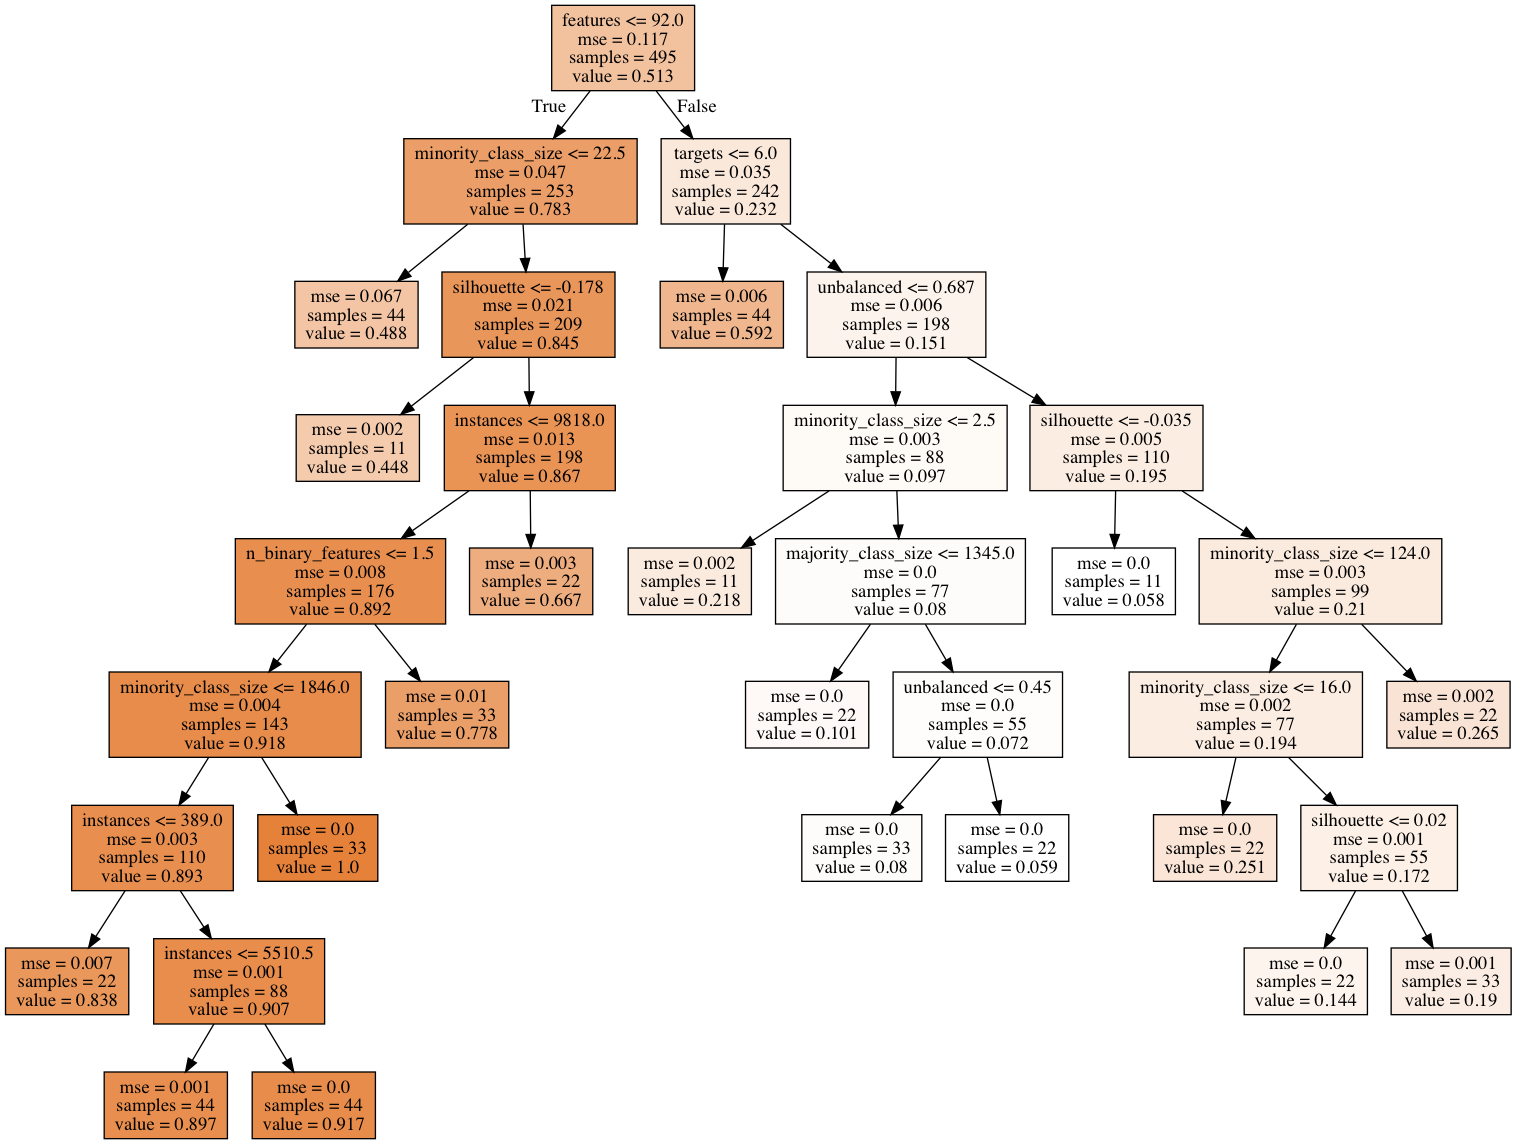 features <= 92.0
mse = 0.117
samples = 495
value = 0.513
True
False
minority_class_size <= 22.5
mse = 0.047
samples = 253
value = 0.783
targets <= 6.0
mse = 0.035
samples = 242
value = 0.232
mse = 0.067
samples = 44
value = 0.488
silhouette <= -0.178
mse = 0.021
samples = 209
value = 0.845
mse = 0.006
samples = 44
value = 0.592
unbalanced <= 0.687
mse = 0.006
samples = 198
value = 0.151
mse = 0.002
samples = 11
value = 0.448
instances <= 9818.0
mse = 0.013
samples = 198
value = 0.867
minority_class_size <= 2.5
mse = 0.003
samples = 88
value = 0.097
silhouette <= -0.035
mse = 0.005
samples = 110
value = 0.195
n_binary_features <= 1.5
mse = 0.008
samples = 176
value = 0.892
mse = 0.003
samples = 22
value = 0.667
mse = 0.002
samples = 11
value = 0.218
majority_class_size <= 1345.0
mse = 0.0
samples = 77
value = 0.08
mse = 0.0
samples = 11
value = 0.058
minority_class_size <= 124.0
mse = 0.003
samples = 99
value = 0.21
minority_class_size <= 1846.0
mse = 0.004
samples = 143
value = 0.918
mse = 0.01
samples = 33
value = 0.778
mse = 0.0
samples = 22
value = 0.101
unbalanced <= 0.45
mse = 0.0
samples = 55
value = 0.072
minority_class_size <= 16.0
mse = 0.002
samples = 77
value = 0.194
mse = 0.002
samples = 22
value = 0.265
instances <= 389.0
mse = 0.003
samples = 110
value = 0.893
mse = 0.0
samples = 33
value = 1.0
mse = 0.0
samples = 33
value = 0.08
mse = 0.0
samples = 22
value = 0.059
mse = 0.0
samples = 22
value = 0.251
silhouette <= 0.02
mse = 0.001
samples = 55
value = 0.172
mse = 0.007
samples = 22
value = 0.838
instances <= 5510.5
mse = 0.001
samples = 88
value = 0.907
mse = 0.0
samples = 22
value = 0.144
mse = 0.001
samples = 33
value = 0.19
mse = 0.001
samples = 44
value = 0.897
mse = 0.0
samples = 44
value = 0.917